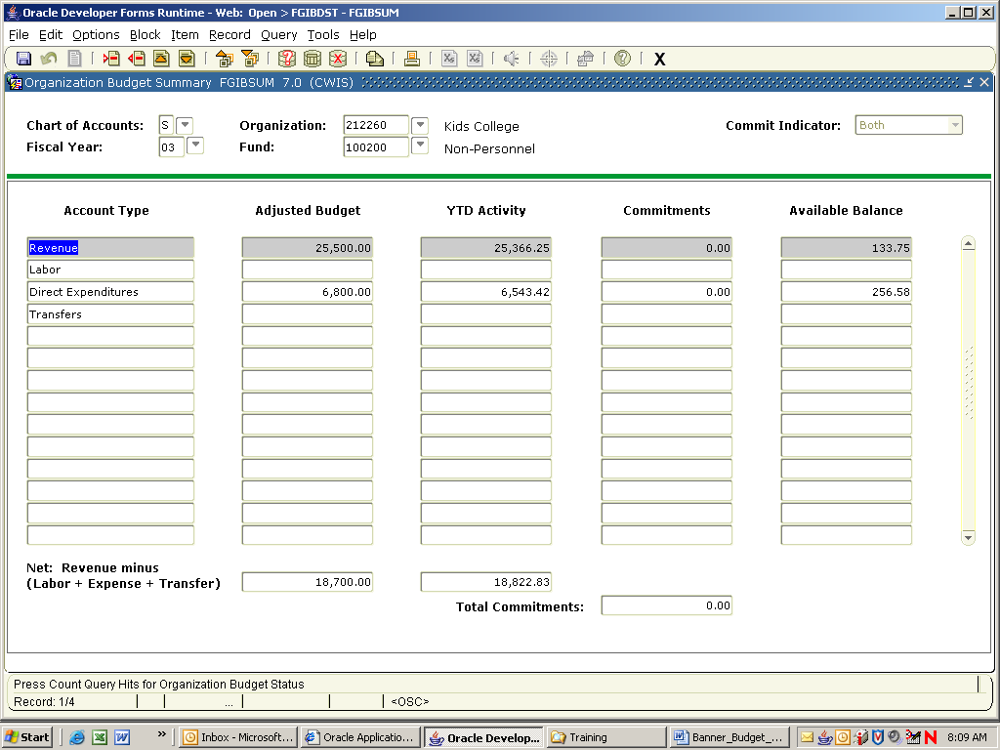 Oracle Developer Forms Runtime - Web: Open > FGIBDST - FGIBSUM
File Edit Options Block Item Record Query Tools Help
X
Organization Budget Summary FGIBSUM 7.0 (CWIS)
Chart of Accounts: S Organization: 212260 Kids College Commit Indicator: Both
Fiscal Year: 03 Fund: 100200 Non-Personnel
Account Type Adjusted Budget YTD Activity Commitments Available Balance
Revenue 25,500.00 25,366.25 0.00 133.75
Labor
Direct Expenditures 6,800.00 6,543.42 0.00 256.58
Transfers
Net: Revenue minus
(Labor + Expense + Transfer) 18,700.00 18,822.83
Total Commitments: 0.00
Press Count Query Hits for Organization Budget Status
Record: 1/4 ... <OSC>
Start » Inbox - Microsoft... Oracle Applicatio... Oracle Develop... Training Banner_Budget_... 8:09 AM